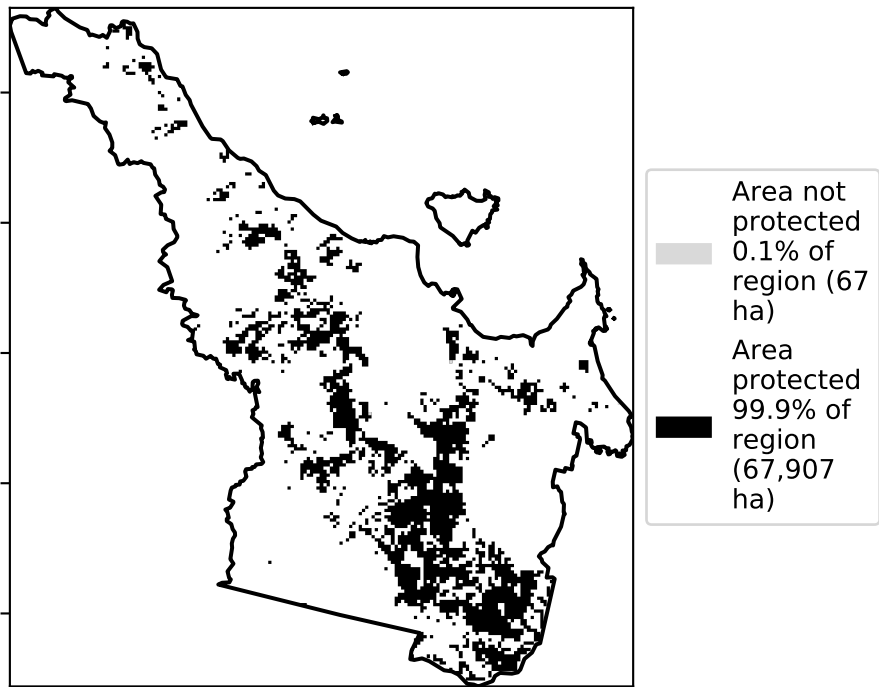 Area not
protected
0.1% of
region (67
ha)
Area
protected
99.9% of
region
(67,907
ha)